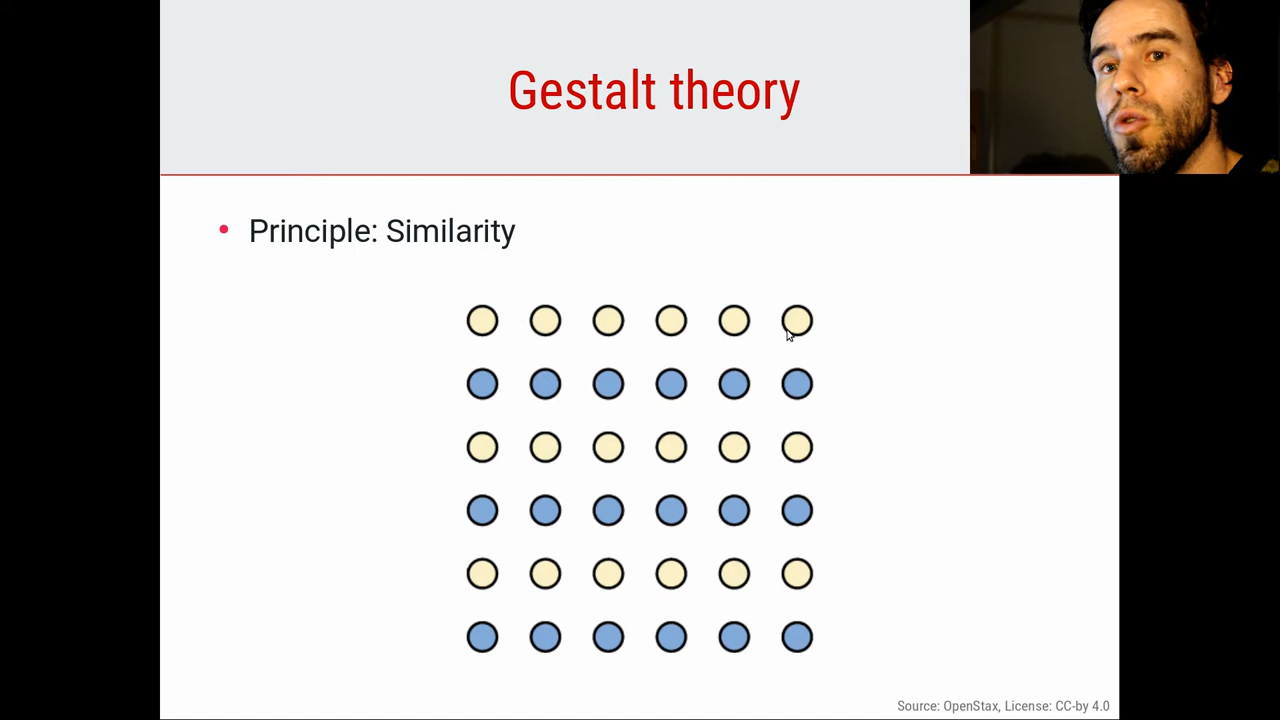 Gestalt theory
• Principle: Similarity
Source: OpenStax, License: CC-by 4.0